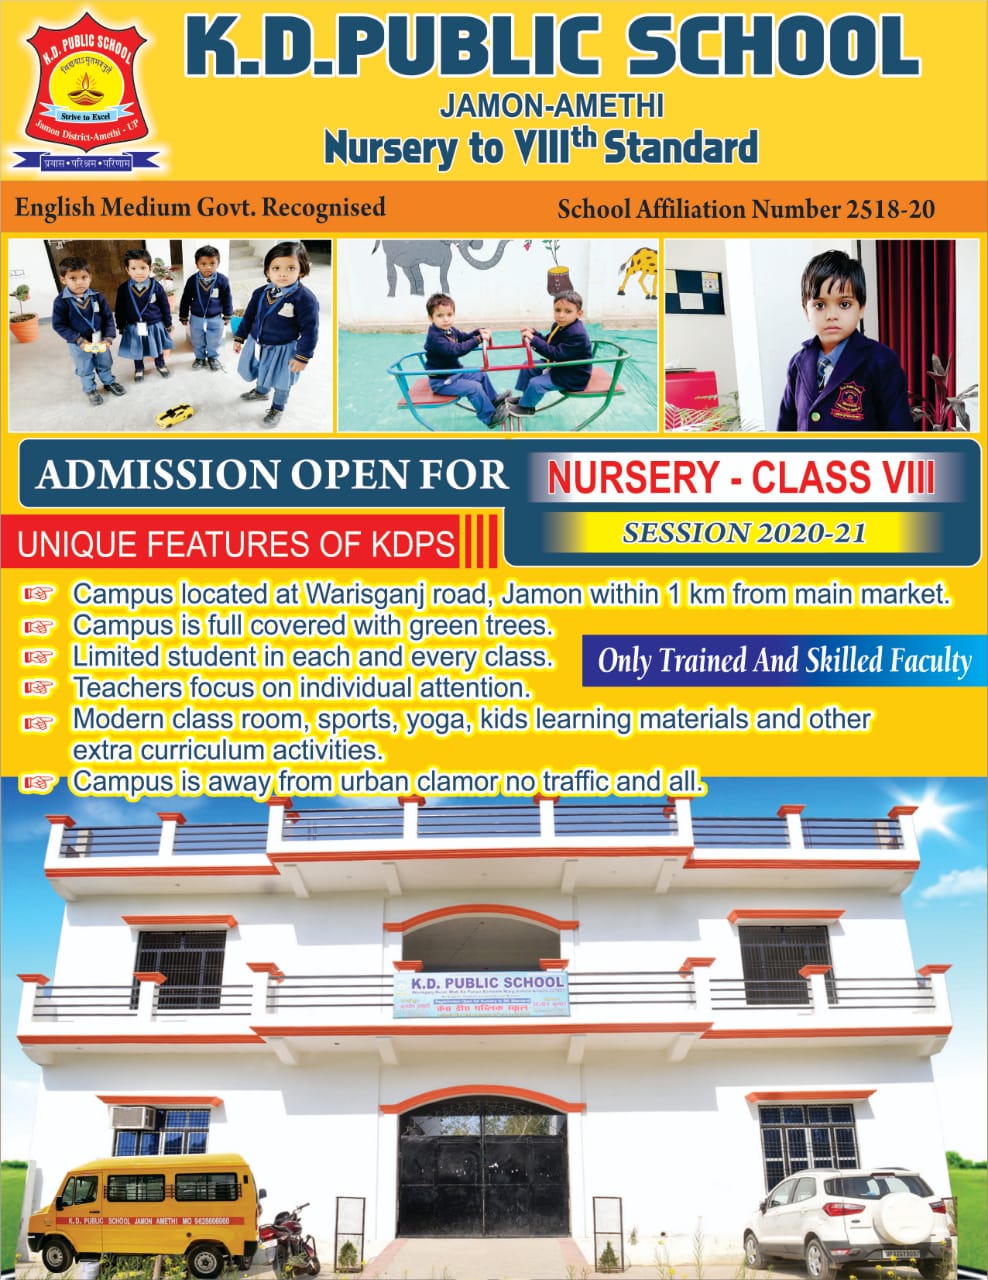 K.D. PUBLIC SCHOOL
Strive to Excel
Jamon District-Amethi - UP
प्रयास • परिश्रम • परिणाम
K.D.PUBLIC SCHOOL
JAMON-AMETHI
Nursery to VIIIth Standard
English Medium Govt. Recognised
School Affiliation Number 2518-20
ADMISSION OPEN FOR
NURSERY - CLASS VIII
SESSION 2020-21
UNIQUE FEATURES OF KDPS
Campus located at Warisganj road, Jamon within 1 km from main market.
Campus is full covered with green trees.
Limited student in each and every class.
Only Trained And Skilled Faculty
Teachers focus on individual attention.
Modern class room, sports, yoga, kids learning materials and other
extra curriculum activities.
Campus is away from urban clamor no traffic and all.
K.D. PUBLIC SCHOOL
के० डी० पब्लिक स्कूल
K.D. PUBLIC SCHOOL JAMON AMETHI MO